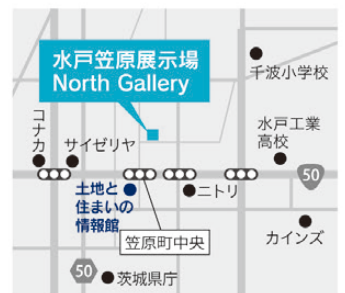 水戸笠原展示場
North Gallery
千波小学校
コナカ
サイゼリヤ
水戸工業
高校
50
土地と
住まいの
情報館
ニトリ
笠原町中央
カインズ
50
茨城県庁